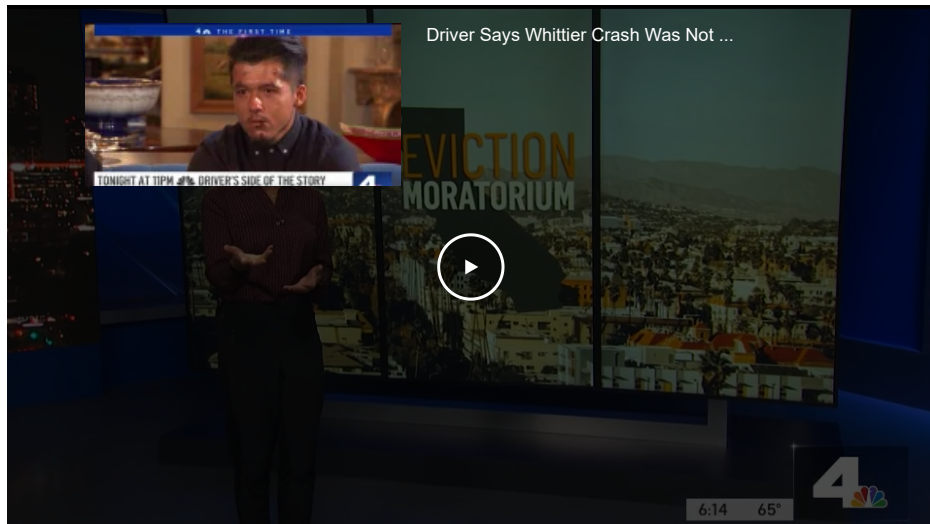 4 THE FIRST TIME
Driver Says Whittier Crash Was Not ...
TONIGHT AT 11PM DRIVER'S SIDE OF THE STORY
4
EVICTION
MORATORIUM
4
6:14 65°